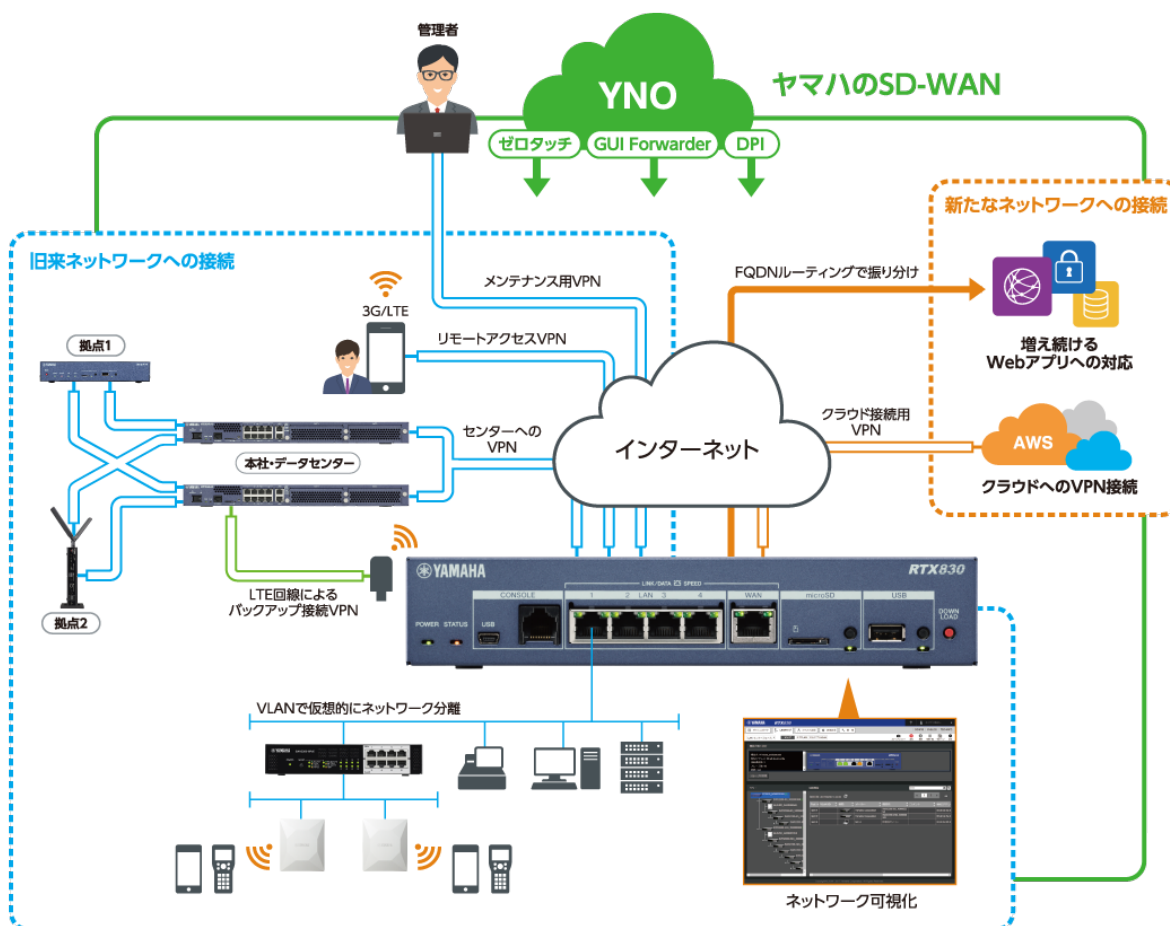 管理者
YNO
ヤマハのSD-WAN
ゼロタッチ
GUI Forwarder
DPI
新たなネットワークへの接続
旧来ネットワークへの接続
FQDNルーティングで振り分け
メンテナンス用VPN
3G/LTE
リモートアクセスVPN
拠点1
増え続ける
Webアプリへの対応
センターへの
VPN
インターネット
クラウド接続用
VPN
AWS
本社・データセンター
クラウドへのVPN接続
拠点2
LTE回線による
バックアップ接続VPN
YAMAHA
RTX830
LINK/DATA SPEED
CONSOLE
1 2 LAN 3 4
WAN
microSD
USB
POWER STATUS
USB
DOWN
LOAD
VLANで仮想的にネットワーク分離
YAMAHA
YAMAHA RTX830
ネットワーク可視化